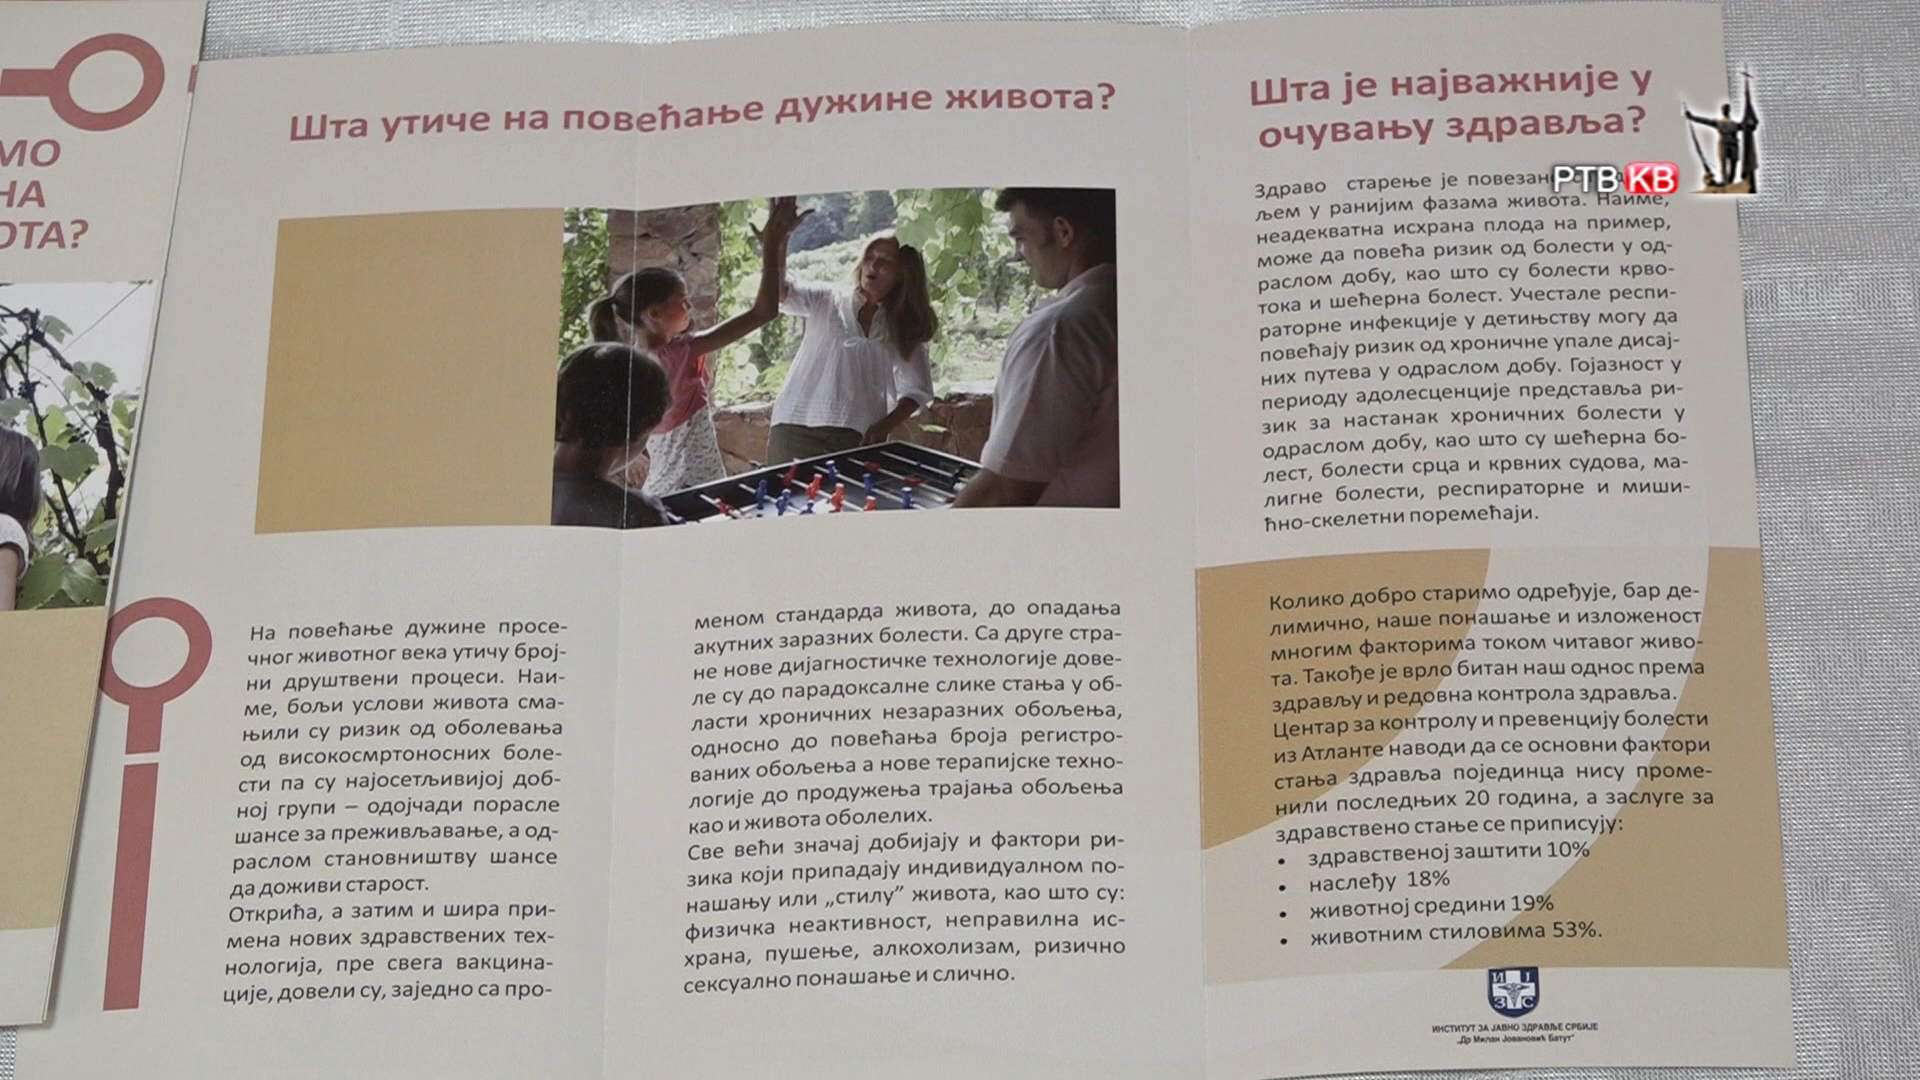 МО
НА
ОТА?
Шта утиче на повећање дужине живота?
На повећање дужине просе-
чног животног века утичу број-
ни друштвени процеси. Наи-
ме, бољи услови живота сма-
њили су ризик од оболевања
од високосмртоносних боле-
сти па су најосетљивијој доб-
ној групи – одојчади порасле
шансе за преживљавање, а од-
раслом становништву шансе
да доживи старост.
Открића, а затим и шира при-
мена нових здравствених тех-
нологија, пре свега вакцина-
ције, довели су, заједно са про-
меном стандарда живота, до опадања
акутних заразних болести. Са друге стра-
не нове дијагностичке технологије дове-
ле су до парадоксалне слике стања у об-
ласти хроничних незаразних обољења,
односно до повећања броја регистро-
ваних обољења а нове терапијске техно-
логије до продужења трајања обољења
као и живота оболелих.
Све већи значај добијају и фактори ри-
зика који припадају индивидуалном по-
нашању или „стилу” живота, као што су:
физичка неактивност, неправилна ис-
храна, пушење, алкохолизам, ризично
сексуално понашање и слично.
Шта је најважније у
очувању здравља?
Здраво старење је повезано
љем у ранијим фазама живота. Наиме,
неадекватна исхрана плода на пример,
може да повећа ризик од болести у од-
раслом добу, као што су болести крво-
тока и шећерна болест. Учестале респи-
раторне инфекције у детињству могу да
повећају ризик од хроничне упале дисај-
них путева у одраслом добу. Гојазност у
периоду адолесценције представља ри-
зик за настанак хроничних болести у
одраслом добу, као што су шећерна бо-
лест, болести срца и крвних судова, ма-
лигне болести, респираторне и миши-
ћно-скелетни поремећаји.
Колико добро старимо одређује, бар де-
лимично, наше понашање и изложеност
многим факторима током читавог живо-
та. Такође је врло битан наш однос према
здрављу и редовна контрола здравља.
Центар за контролу и превенцију болести
из Атланте наводи да се основни фактори
стања здравља појединца нису проме-
нили последњих 20 година, а заслуге за
здравствено стање се приписују:
• здравственој заштити 10%
• наслеђу 18%
• животној средини 19%
• животним стиловима 53%.
И Ј
З С
ИНСТИТУТ ЗА ЈАВНО ЗДРАВЉЕ СРБИЈЕ
„Др Милан Јовановић Батут”
РТВ КВ